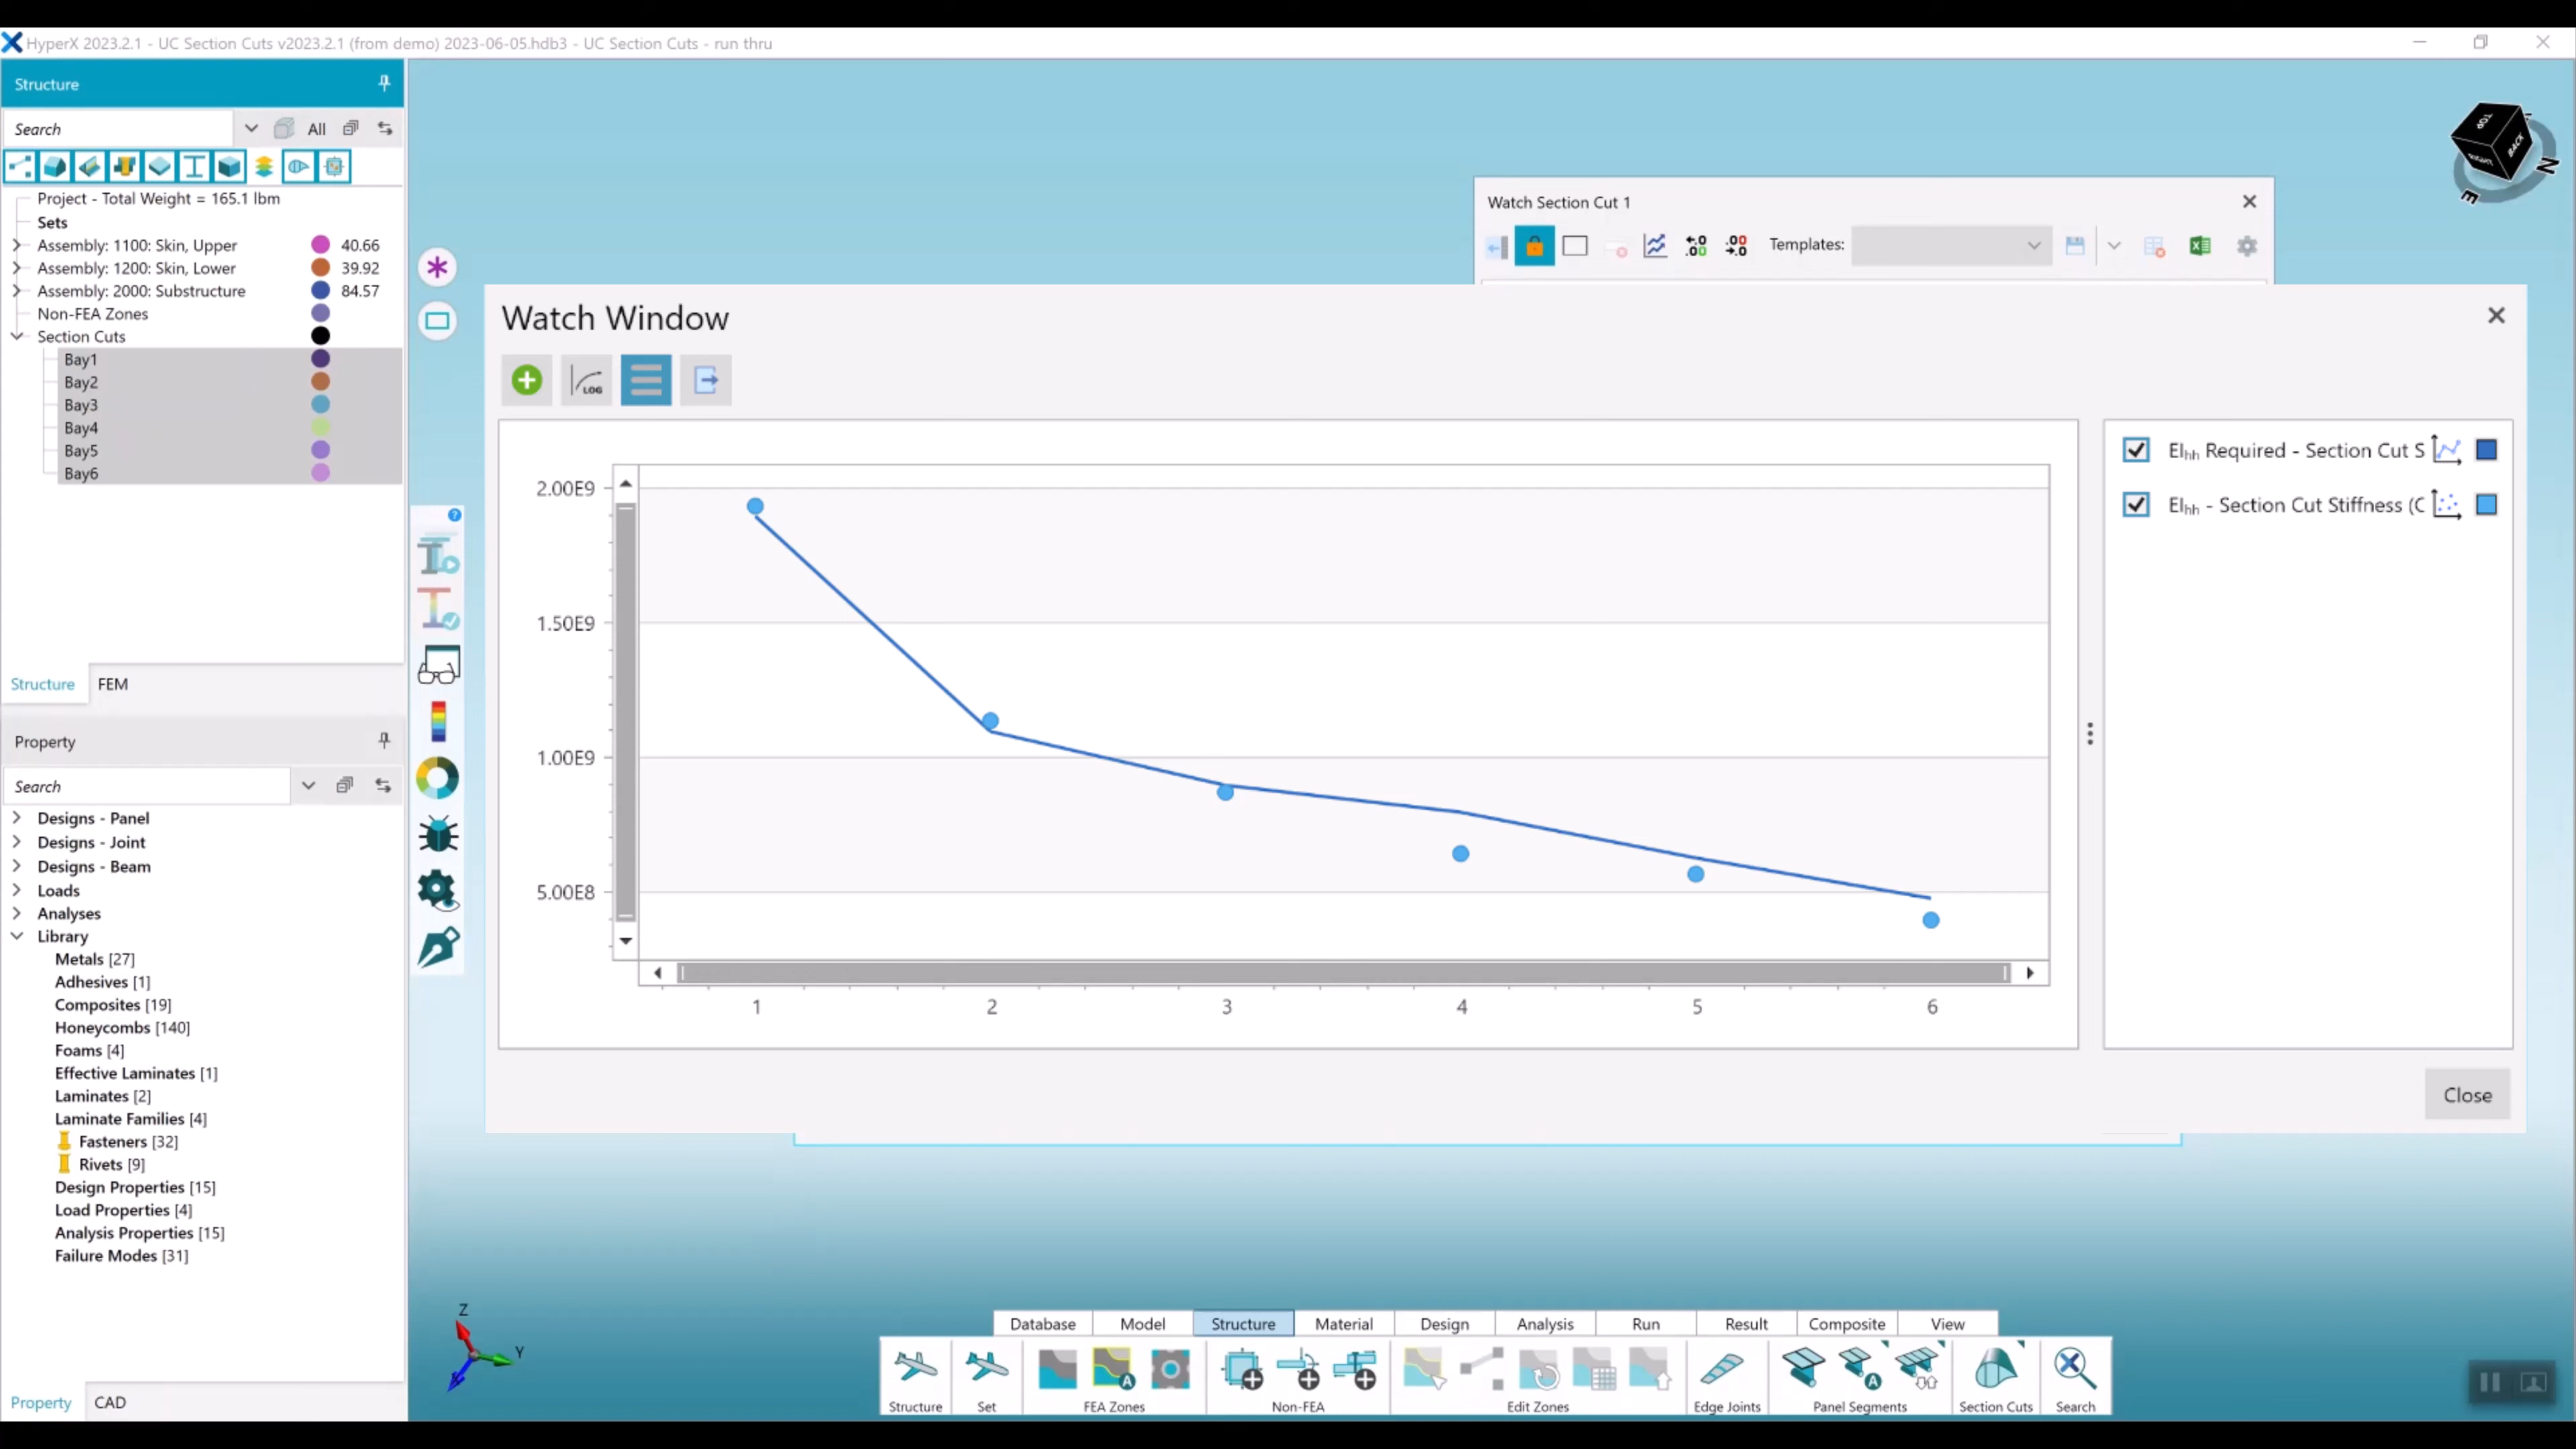 HyperX 2023.2.1 - UC Section Cuts v2023.2.1 (from demo) 2023-06-05.hdb3 - UC Section Cuts - run thru
Structure
Search
All
Project - Total Weight = 165.1 lbm
Sets
Assembly: 1100: Skin, Upper 40.66
Assembly: 1200: Skin, Lower 39.92
Assembly: 2000: Substructure 84.57
Non-FEA Zones
Section Cuts
Bay1
Bay2
Bay3
Bay4
Bay5
Bay6
Structure FEM
Property
Search
Designs - Panel
Designs - Joint
Designs - Beam
Loads
Analyses
Library
Metals [27]
Adhesives [1]
Composites [19]
Honeycombs [140]
Foams [4]
Effective Laminates [1]
Laminates [2]
Laminate Families [4]
Fasteners [32]
Rivets [9]
Design Properties [15]
Load Properties [4]
Analysis Properties [15]
Failure Modes [31]
Property CAD
Watch Section Cut 1
Templates:
Watch Window
LOG
2.00E9
1.50E9
1.00E9
5.00E8
1 2 3 4 5 6
EIₕₕ Required - Section Cut S
EIₕₕ - Section Cut Stiffness (C
Close
TOP
RIGHT
BACK
N
E
Z
Y
Database Model Structure Material Design Analysis Run Result Composite View
Structure Set FEA Zones Non-FEA Edit Zones Edge Joints Panel Segments Section Cuts Search